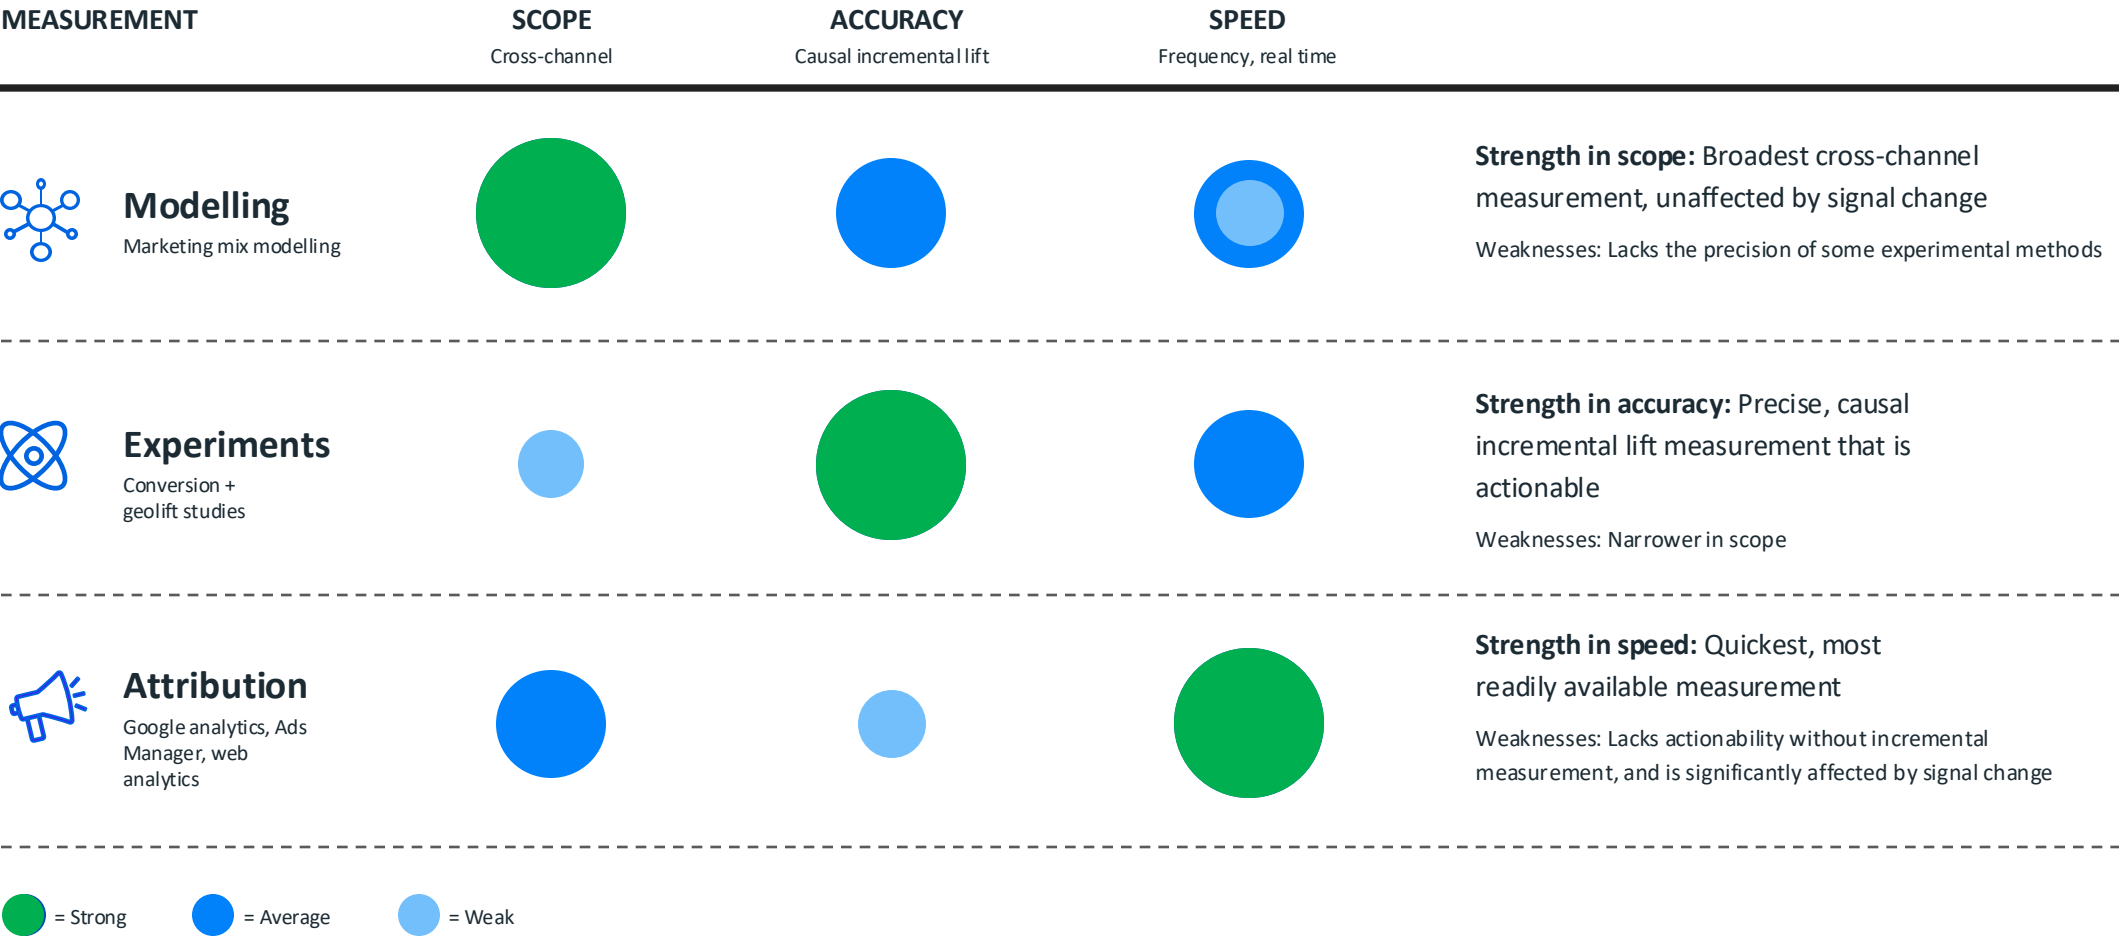 MEASUREMENT
SCOPE
Cross-channel
ACCURACY
Causal incremental lift
SPEED
Frequency, real time
Modelling
Marketing mix modelling
Strength in scope: Broadest cross-channel
measurement, unaffected by signal change
Weaknesses: Lacks the precision of some experimental methods
Experiments
Conversion +
geolift studies
Strength in accuracy: Precise, causal
incremental lift measurement that is
actionable
Weaknesses: Narrower in scope
Attribution
Google analytics, Ads
Manager, web
analytics
Strength in speed: Quickest, most
readily available measurement
Weaknesses: Lacks actionability without incremental
measurement, and is significantly affected by signal change
= Strong
= Average
= Weak